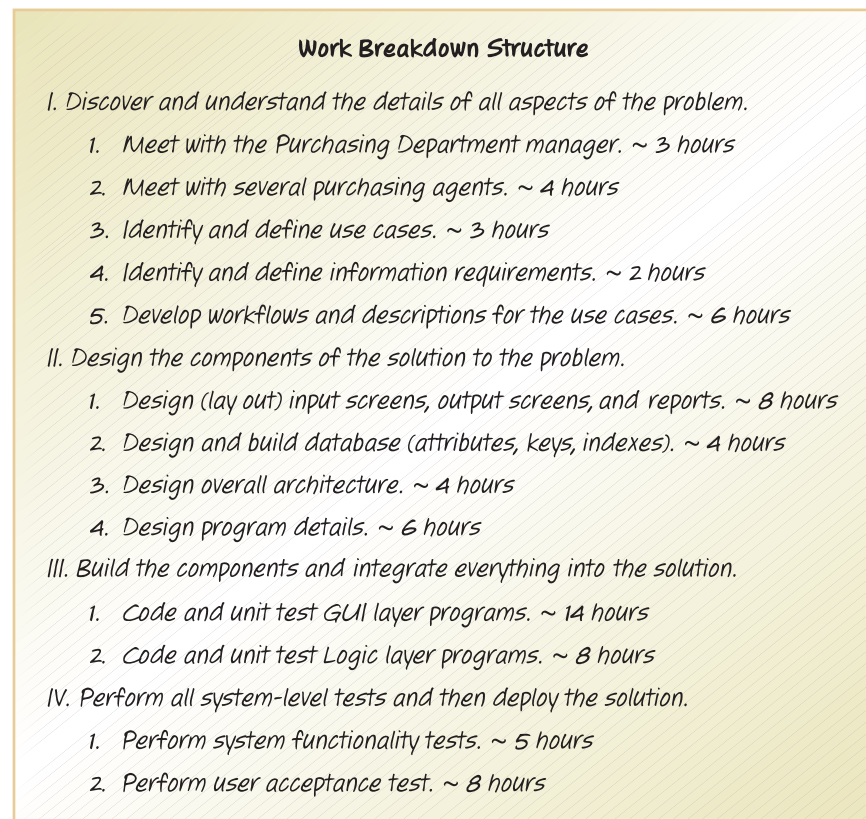 Work Breakdown Structure
I. Discover and understand the details of all aspects of the problem.
1. Meet with the Purchasing Department manager. ~ 3 hours
2. Meet with several purchasing agents. ~ 4 hours
3. Identify and define use cases. ~ 3 hours
4. Identify and define information requirements. ~ 2 hours
5. Develop workflows and descriptions for the use cases. ~ 6 hours
II. Design the components of the solution to the problem.
1. Design (lay out) input screens, output screens, and reports. ~ 8 hours
2. Design and build database (attributes, keys, indexes). ~ 4 hours
3. Design overall architecture. ~ 4 hours
4. Design program details. ~ 6 hours
III. Build the components and integrate everything into the solution.
1. Code and unit test GUI layer programs. ~ 14 hours
2. Code and unit test Logic layer programs. ~ 8 hours
IV. Perform all system-level tests and then deploy the solution.
1. Perform system functionality tests. ~ 5 hours
2. Perform user acceptance test. ~ 8 hours